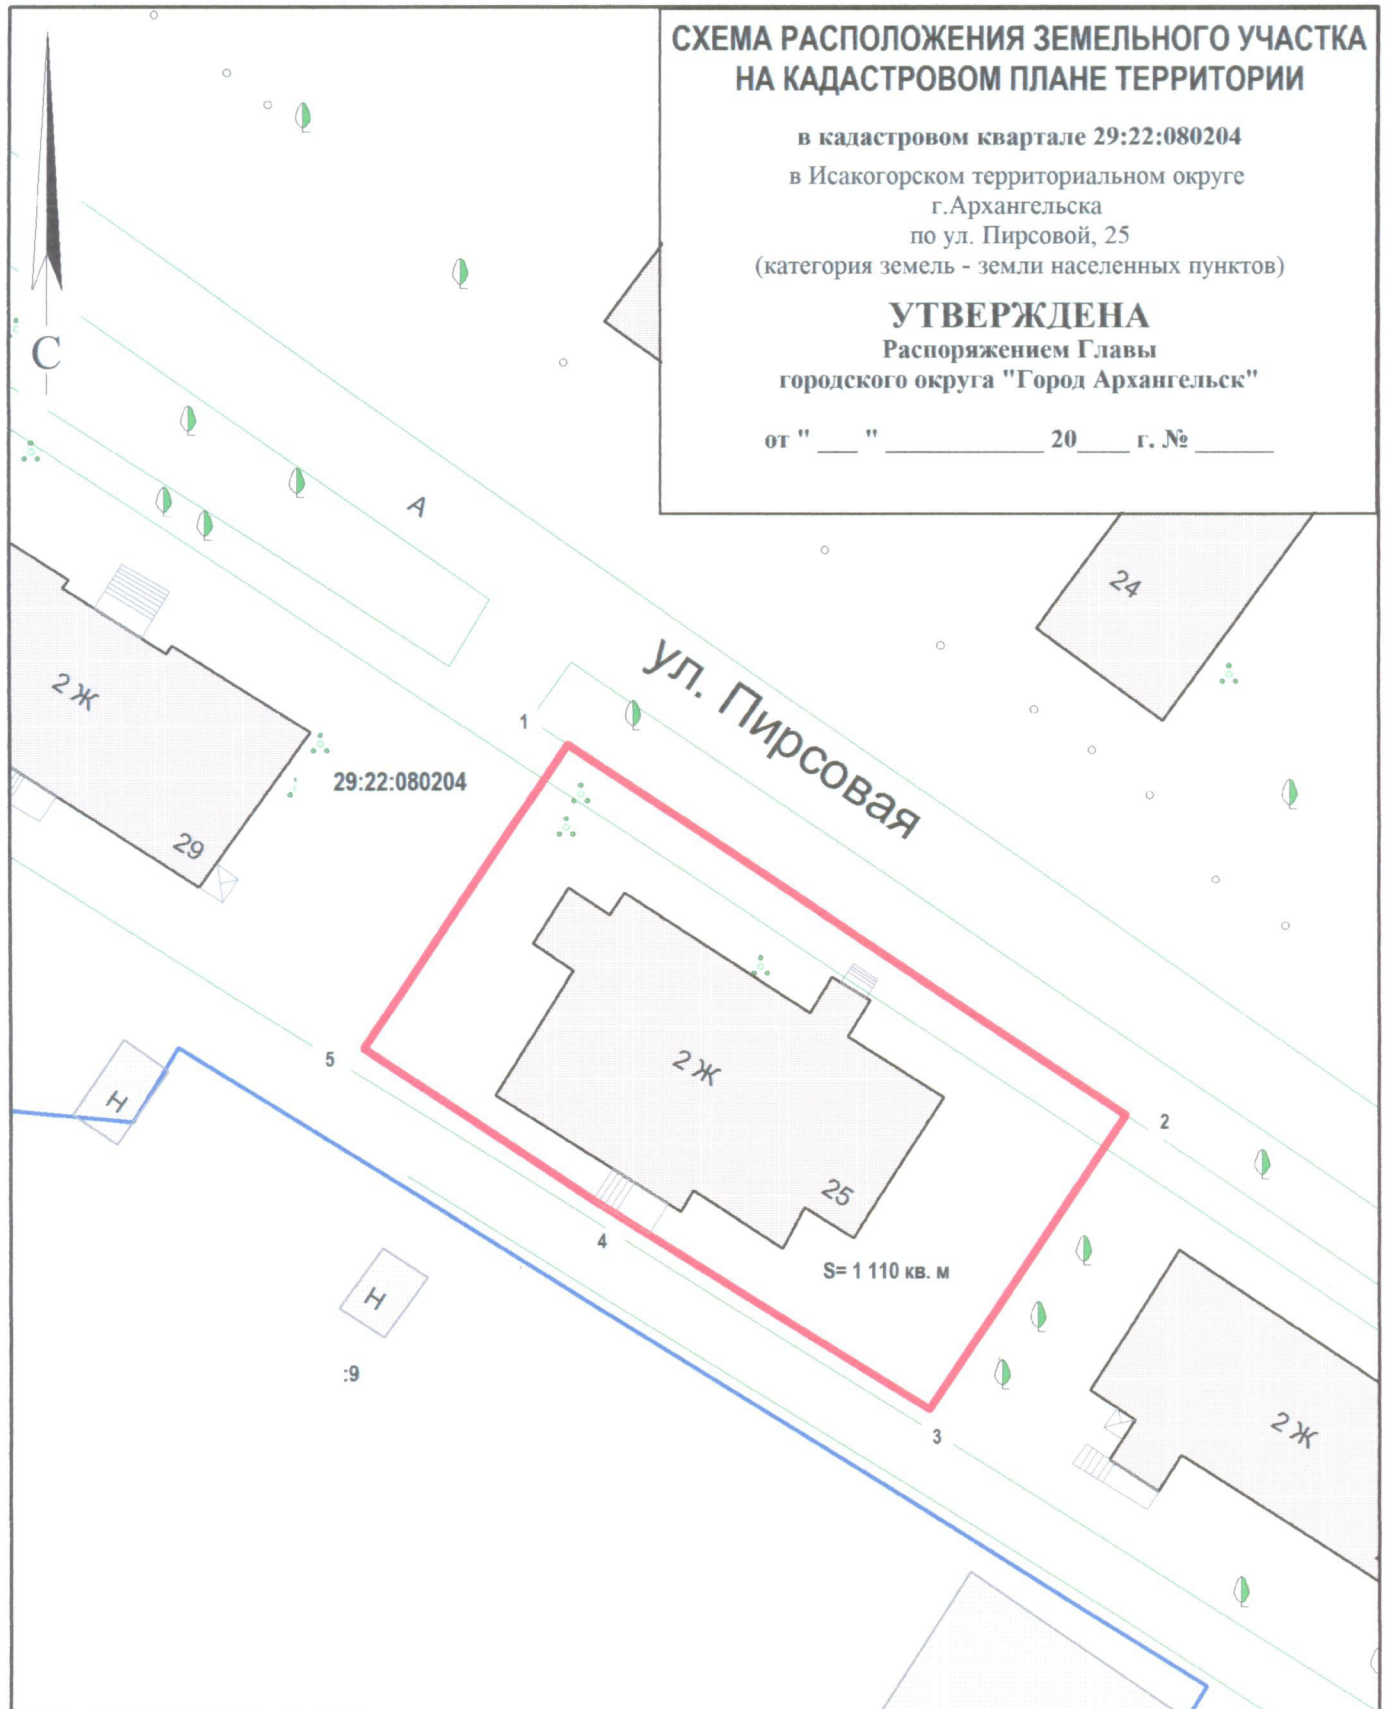 СХЕМА РАСПОЛОЖЕНИЯ ЗЕМЕЛЬНОГО УЧАСТКА
НА КАДАСТРОВОМ ПЛАНЕ ТЕРРИТОРИИ
в кадастровом квартале 29:22:080204
в Исакогорском территориальном округе
г.Архангельска
по ул. Пирсовой, 25
(категория земель - земли населенных пунктов)
УТВЕРЖДЕНА
Распоряжением Главы
городского округа "Город Архангельск"
от "___" ____________ 20____ г. № ______
С
А
24
ул. Пирсовая
2 Ж
1
29:22:080204
29
5
2 Ж
2
Н
25
4
S= 1 110 кв. м
Н
:9
3
2 Ж